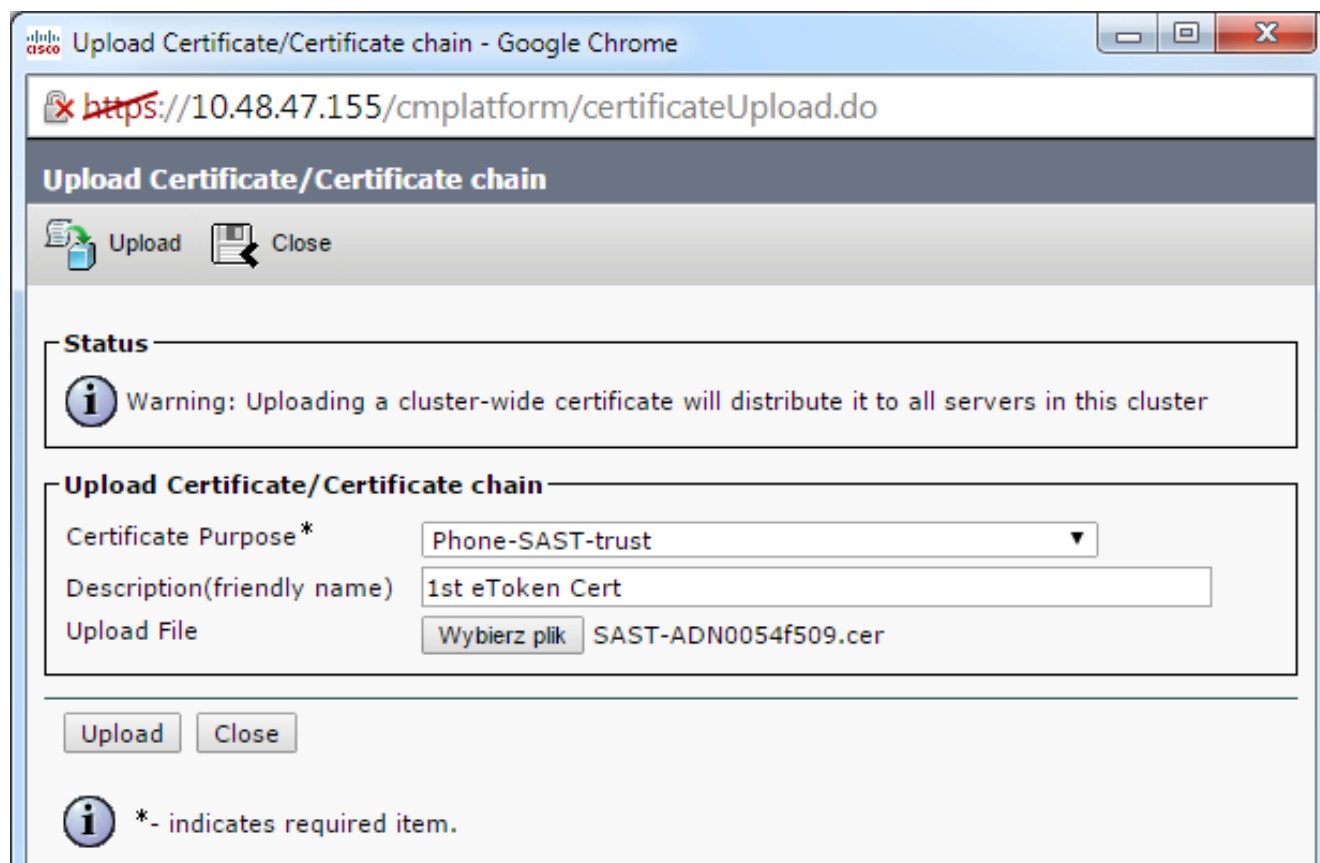 cisco Upload Certificate/Certificate chain - Google Chrome
https://10.48.47.155/cmplatform/certificateUpload.do
Upload Certificate/Certificate chain
Upload Close
Status
Warning: Uploading a cluster-wide certificate will distribute it to all servers in this cluster
Upload Certificate/Certificate chain
Certificate Purpose* Phone-SAST-trust
Description(friendly name) 1st eToken Cert
Upload File Wybierz plik SAST-ADN0054f509.cer
Upload Close
*- indicates required item.